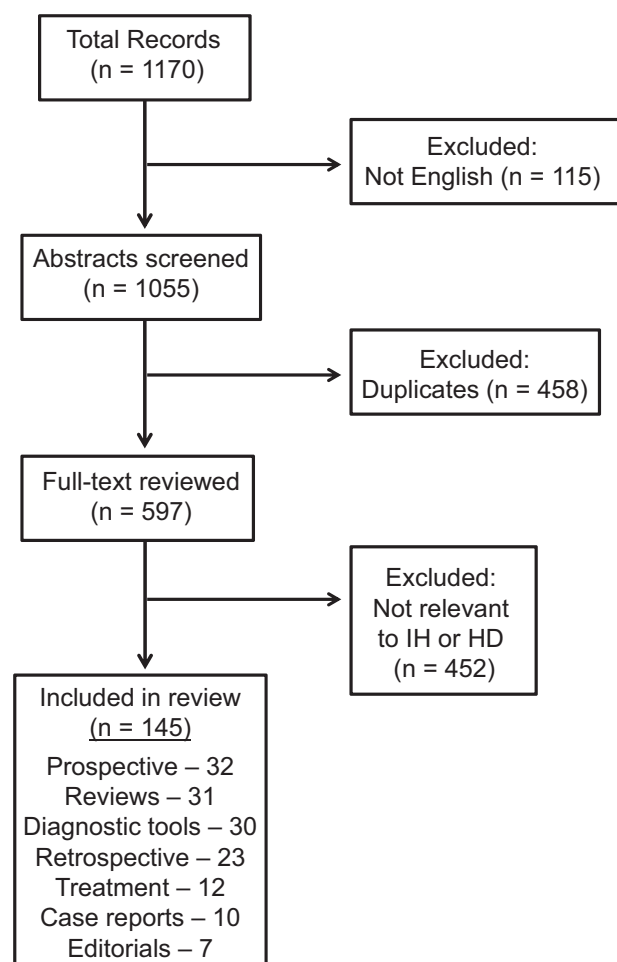 Total Records
(n = 1170)
Excluded:
Not English (n = 115)
Abstracts screened
(n = 1055)
Excluded:
Duplicates (n = 458)
Full-text reviewed
(n = 597)
Excluded:
Not relevant
to IH or HD
(n = 452)
Included in review
(n = 145)
Prospective – 32
Reviews – 31
Diagnostic tools – 30
Retrospective – 23
Treatment – 12
Case reports – 10
Editorials – 7